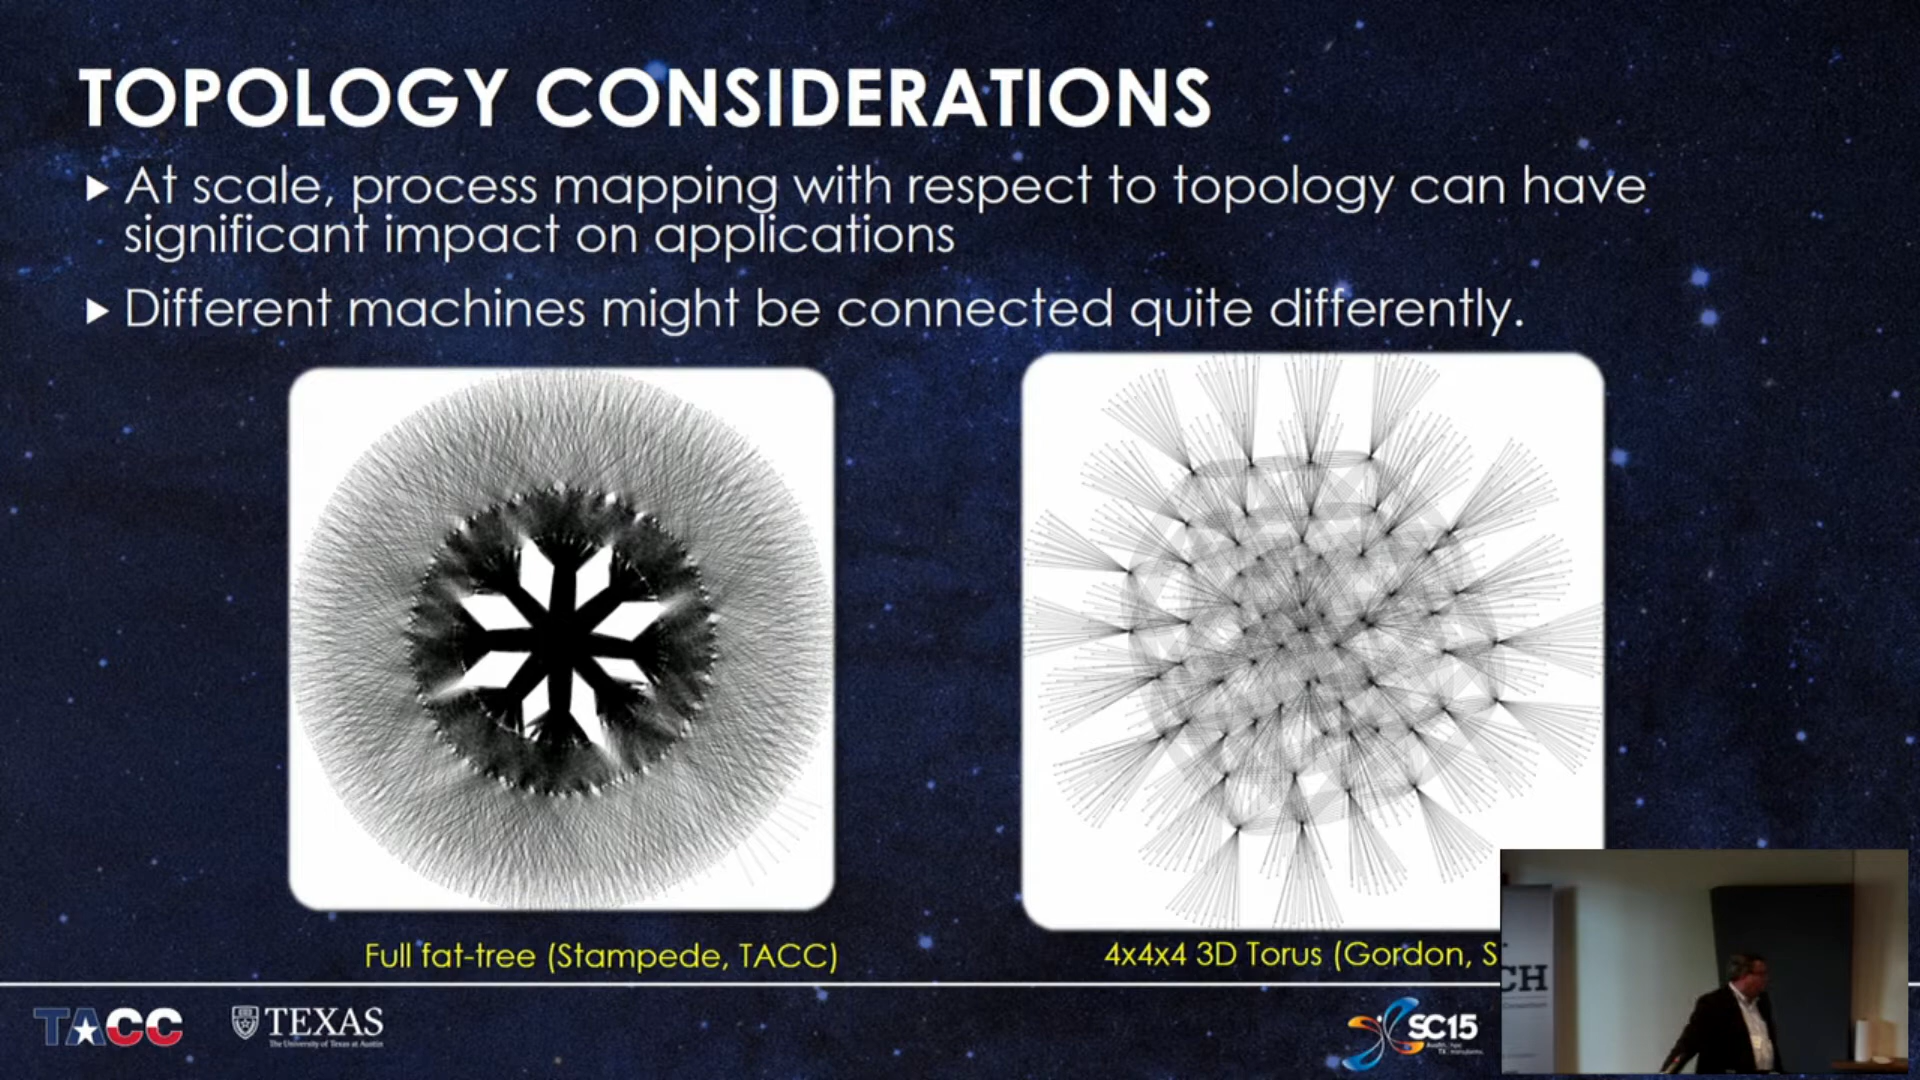 TOPOLOGY CONSIDERATIONS
At scale, process mapping with respect to topology can have
significant impact on applications
Different machines might be connected quite differently.
Full fat-tree (Stampede, TACC)
4x4x4 3D Torus (Gordon, S
TACC
TEXAS
The University of Texas at Austin
SC15
CH